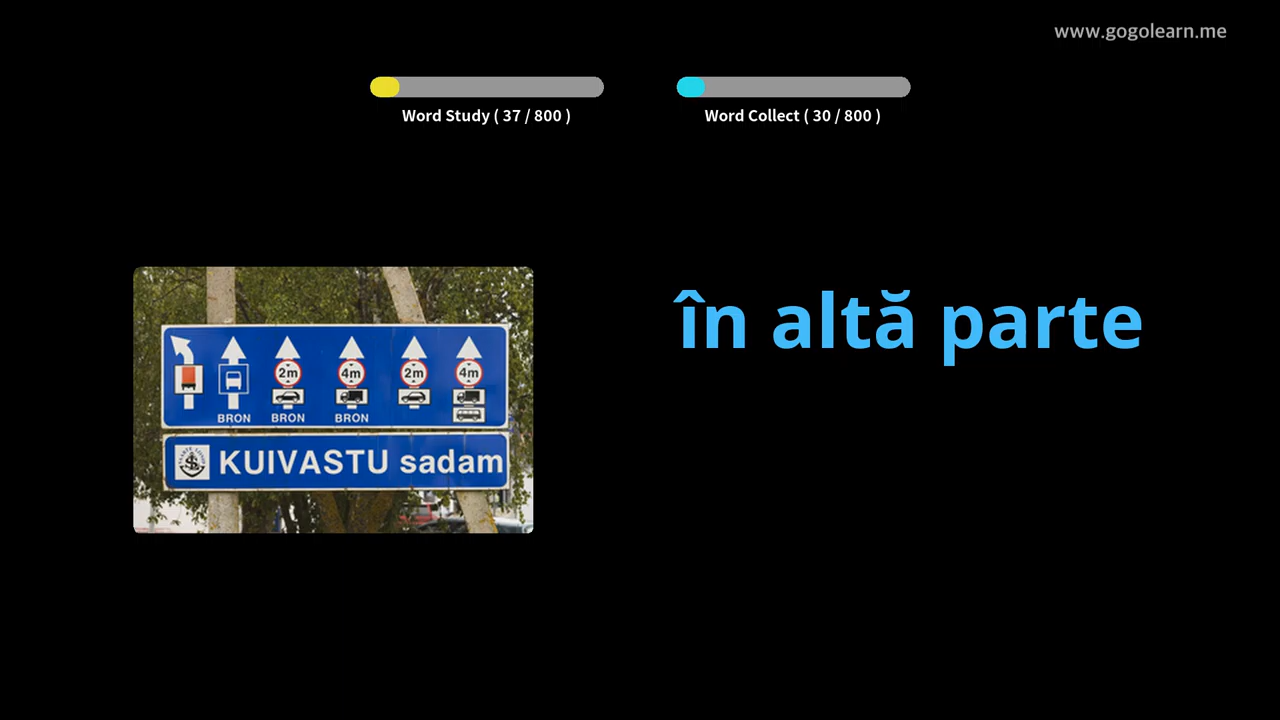 www.gogolearn.me
Word Study ( 37 / 800 )
Word Collect ( 30 / 800 )
în altă parte
2m
4m
2m
4m
BRON
BRON
BRON
KUIVASTU sadam